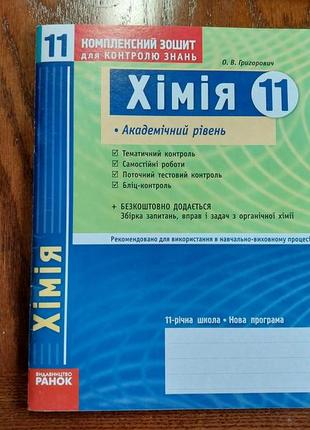 11
КОМПЛЕКСНИЙ ЗОШИТ
для КОНТРОЛЮ ЗНАНЬ
О. В. Григорович
Хімія 11
• Академічний рівень
Тематичний контроль
Самостійні роботи
Поточний тестовий контроль
Бліц-контроль
+ БЕЗКОШТОВНО ДОДАЄТЬСЯ
Збірка запитань, вправ і задач з органічної хімії
Рекомендовано для використання в навчально-виховному процесі
11-річна школа • Нова програма
Хімія
ВИДАВНИЦТВО
РАНОК